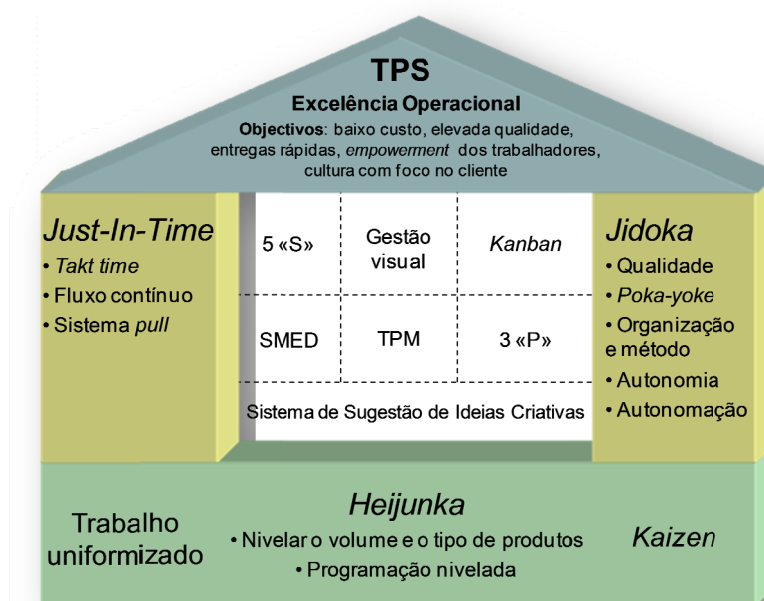 TPS
Excelência Operacional
Objectivos: baixo custo, elevada qualidade,
entregas rápidas, empowerment dos trabalhadores,
cultura com foco no cliente
Just-In-Time
• Takt time
• Fluxo contínuo
• Sistema pull
5 «S»
Gestão
visual
Kanban
SMED
TPM
3 «P»
Sistema de Sugestão de Ideias Criativas
Jidoka
• Qualidade
• Poka-yoke
• Organização
e método
• Autonomia
• Autonomação
Trabalho
uniformizado
Heijunka
• Nivelar o volume e o tipo de produtos
• Programação nivelada
Kaizen